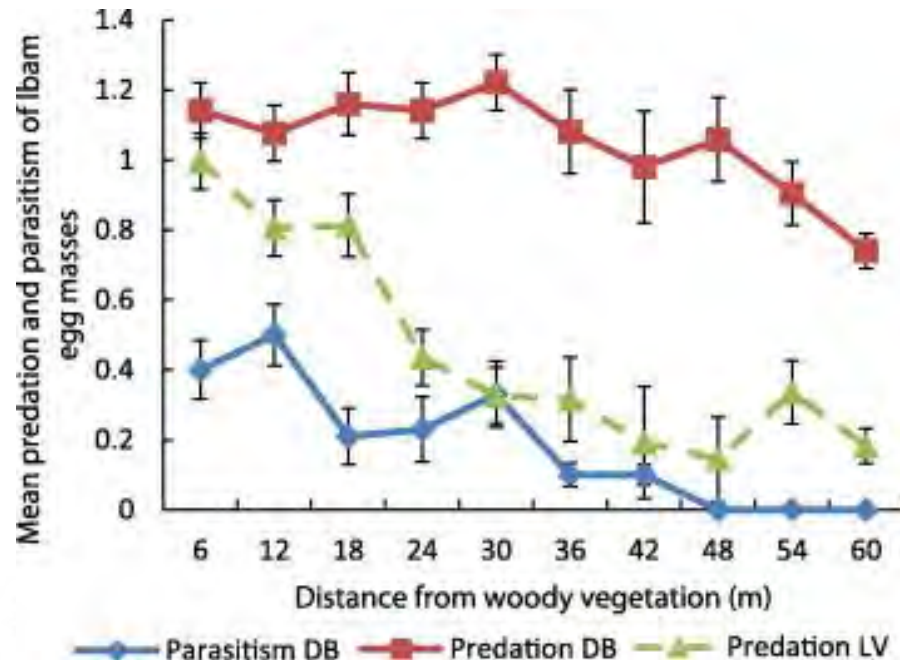 Mean predation and parasitism of lbam
egg masses
1.4
1.2
1
0.8
0.6
0.4
0.2
0
6 12 18 24 30 36 42 48 54 60
Distance from woody vegetation (m)
Parasitism DB Predation DB Predation LV